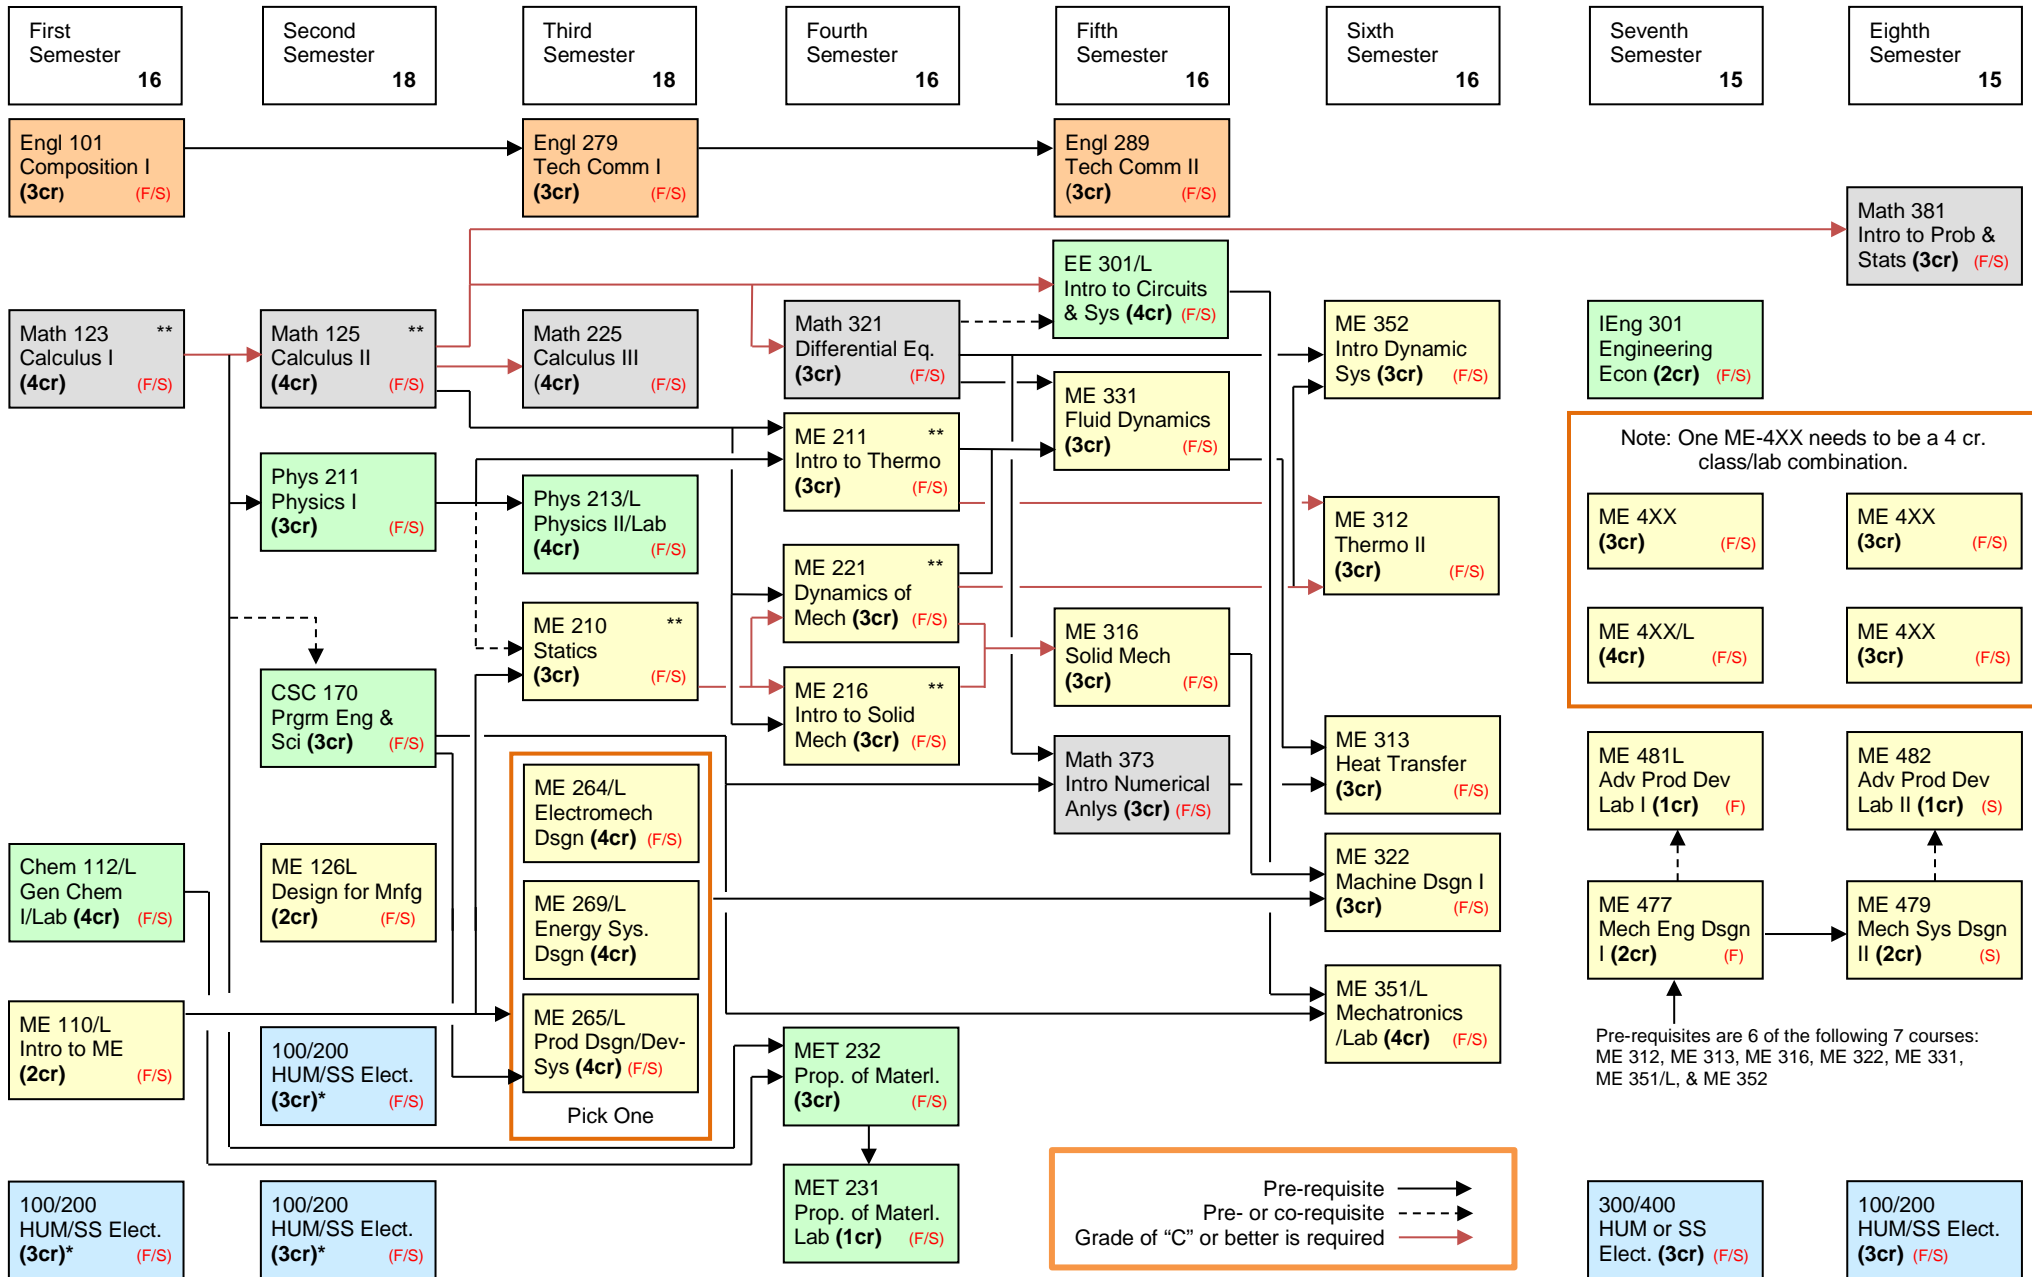 First
Semester
16
Second
Semester
18
Third
Semester
18
Fourth
Semester
16
Fifth
Semester
16
Sixth
Semester
16
Seventh
Semester
15
Eighth
Semester
15
Engl 101
Composition I
(3cr) (F/S)
Engl 279
Tech Comm I
(3cr) (F/S)
Engl 289
Tech Comm II
(3cr) (F/S)
Math 381
Intro to Prob &
Stats (3cr) (F/S)
EE 301/L
Intro to Circuits
& Sys (4cr) (F/S)
Math 123 **
Calculus I
(4cr) (F/S)
Math 125 **
Calculus II
(4cr) (F/S)
Math 225
Calculus III
(4cr) (F/S)
Math 321
Differential Eq.
(3cr) (F/S)
ME 352
Intro Dynamic
Sys (3cr) (F/S)
IEng 301
Engineering
Econ (2cr) (F/S)
ME 331
Fluid Dynamics
(3cr) (F/S)
ME 211 **
Intro to Thermo
(3cr) (F/S)
Note: One ME-4XX needs to be a 4 cr.
class/lab combination.
Phys 211
Physics I
(3cr) (F/S)
Phys 213/L
Physics II/Lab
(4cr) (F/S)
ME 312
Thermo II
(3cr) (F/S)
ME 4XX
(3cr) (F/S)
ME 4XX
(3cr) (F/S)
ME 221 **
Dynamics of
Mech (3cr) (F/S)
ME 210 **
Statics
(3cr) (F/S)
ME 316
Solid Mech
(3cr) (F/S)
ME 4XX/L
(4cr) (F/S)
ME 4XX
(3cr) (F/S)
CSC 170
Prgrm Eng &
Sci (3cr) (F/S)
ME 216 **
Intro to Solid
Mech (3cr) (F/S)
ME 264/L
Electromech
Dsgn (4cr) (F/S)
Math 373
Intro Numerical
Anlys (3cr) (F/S)
ME 313
Heat Transfer
(3cr) (F/S)
ME 481L
Adv Prod Dev
Lab I (1cr) (F)
ME 482
Adv Prod Dev
Lab II (1cr) (S)
Chem 112/L
Gen Chem
I/Lab (4cr) (F/S)
ME 126L
Design for Mnfg
(2cr) (F/S)
ME 269/L
Energy Sys.
Dsgn (4cr)
ME 322
Machine Dsgn I
(3cr) (F/S)
ME 477
Mech Eng Dsgn
I (2cr) (F)
ME 479
Mech Sys Dsgn
II (2cr) (S)
ME 110/L
Intro to ME
(2cr) (F/S)
100/200
HUM/SS Elect.
(3cr)* (F/S)
ME 265/L
Prod Dsgn/Dev-
Sys (4cr) (F/S)
Pick One
MET 232
Prop. of Materl.
(3cr) (F/S)
ME 351/L
Mechatronics
/Lab (4cr) (F/S)
Pre-requisites are 6 of the following 7 courses:
ME 312, ME 313, ME 316, ME 322, ME 331,
ME 351/L, & ME 352
100/200
HUM/SS Elect.
(3cr)* (F/S)
100/200
HUM/SS Elect.
(3cr)* (F/S)
MET 231
Prop. of Materl.
Lab (1cr) (F/S)
Pre-requisite
Pre- or co-requisite
Grade of “C” or better is required
300/400
HUM or SS
Elect. (3cr) (F/S)
100/200
HUM/SS Elect.
(3cr) (F/S)